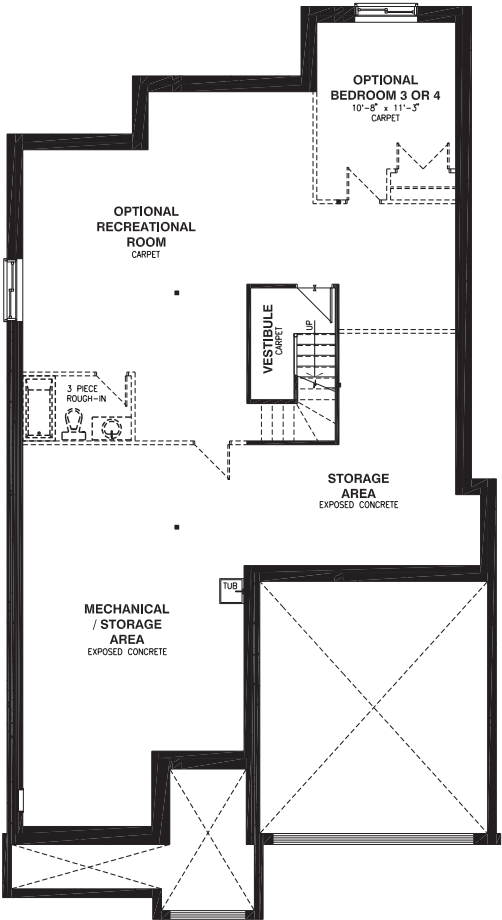 OPTIONAL
BEDROOM 3 OR 4
10'-8" x 11'-3"
CARPET
OPTIONAL
RECREATIONAL
ROOM
CARPET
VESTIBULE
CARPET
UP
3 PIECE
ROUGH-IN
STORAGE
AREA
EXPOSED CONCRETE
TUB
MECHANICAL
/ STORAGE
AREA
EXPOSED CONCRETE